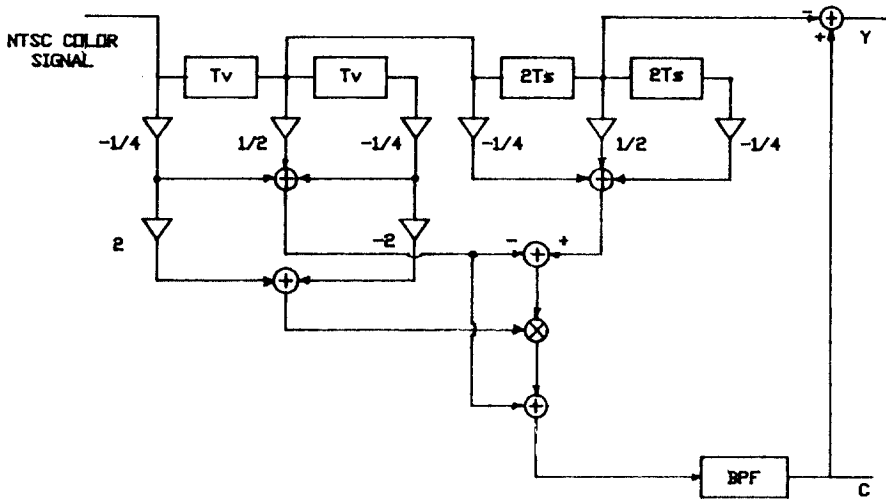 NTSC COLOR
SIGNAL
Tv
Tv
2Ts
2Ts
-
+
Y
-1/4
1/2
-1/4
-1/4
1/2
-1/4
+
+
2
-2
-
+
+
+
×
+
BPF
C